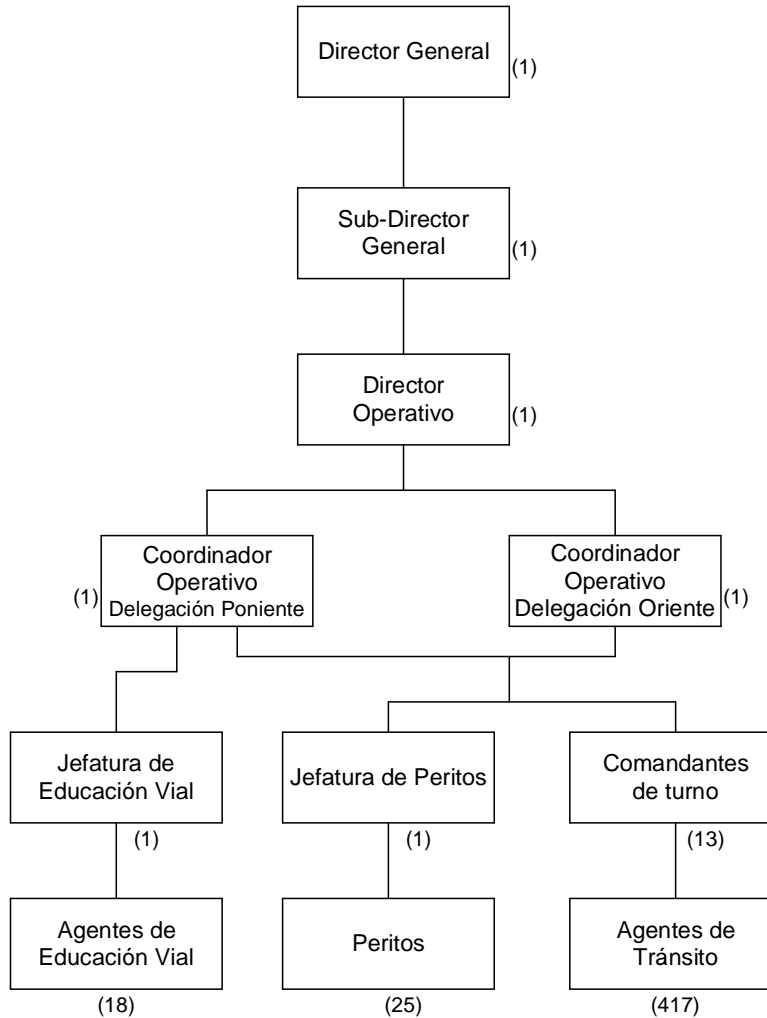 Director General
(1)
Sub-Director
General
(1)
Director
Operativo
(1)
Coordinador
Operativo
Delegación Poniente
(1)
Coordinador
Operativo
Delegación Oriente
(1)
Jefatura de
Educación Vial
(1)
Jefatura de Peritos
(1)
Comandantes
de turno
(13)
Agentes de
Educación Vial
(18)
Peritos
(25)
Agentes de
Tránsito
(417)